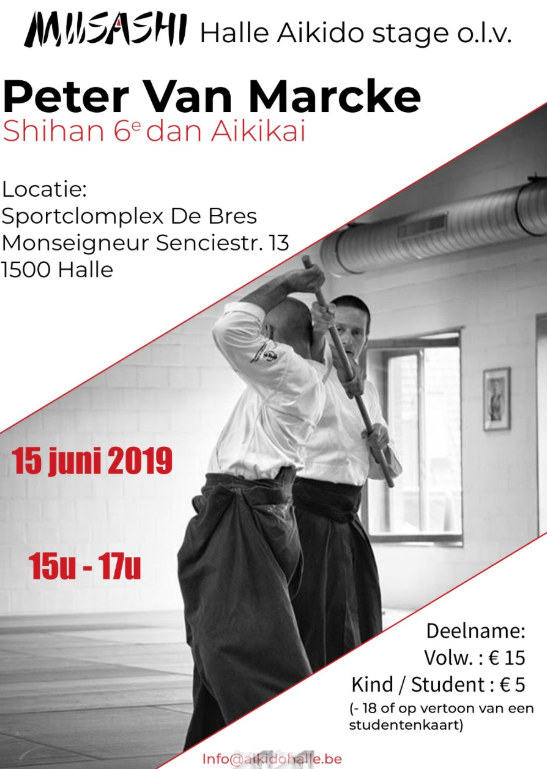 MUSASHI Halle Aikido stage o.l.v.
Peter Van Marcke
Shihan 6e dan Aikikai
Locatie:
Sportclomplex De Bres
Monseigneur Senciestr. 13
1500 Halle
15 juni 2019
15u - 17u
Deelname:
Volw. : € 15
Kind / Student : € 5
(- 18 of op vertoon van een
studentenkaart)
Info@aikidohalle.be